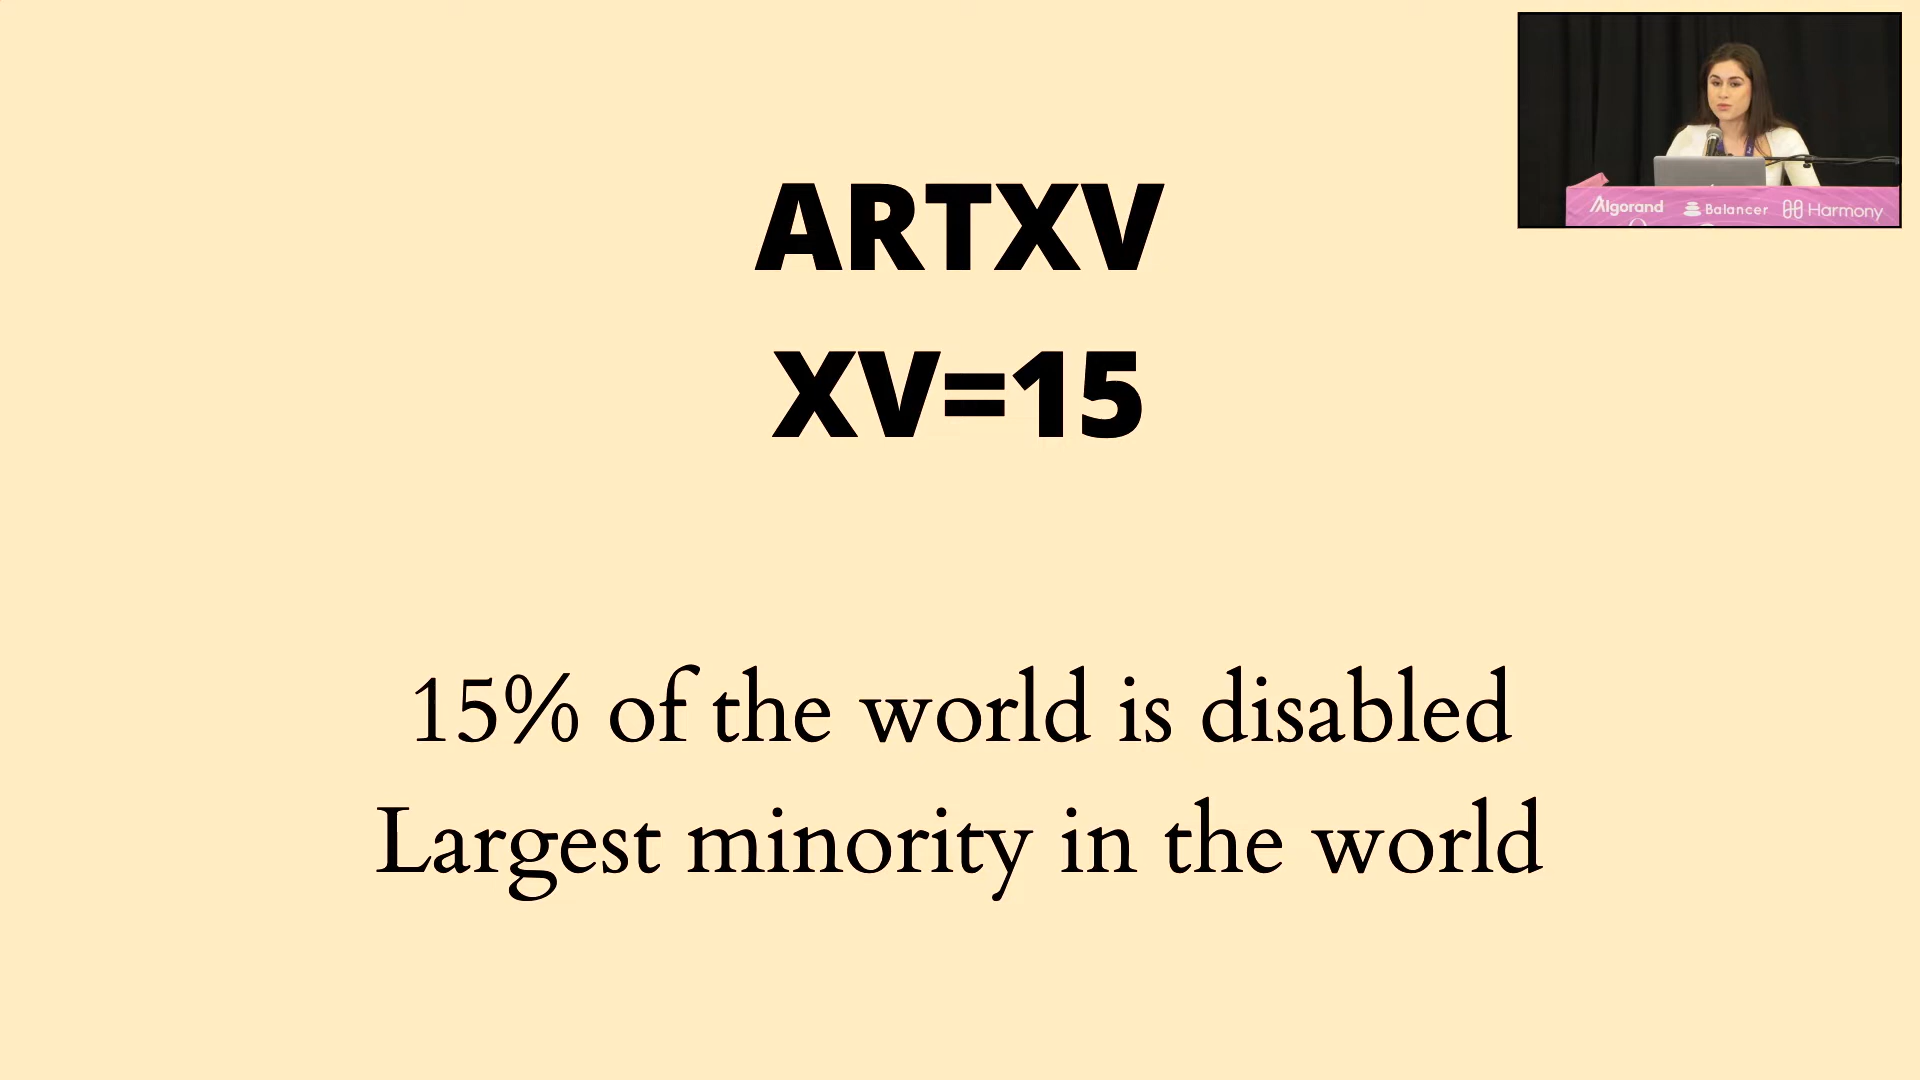 ARTXV
XV=15
15% of the world is disabled
Largest minority in the world
Algorand Balancer Harmony